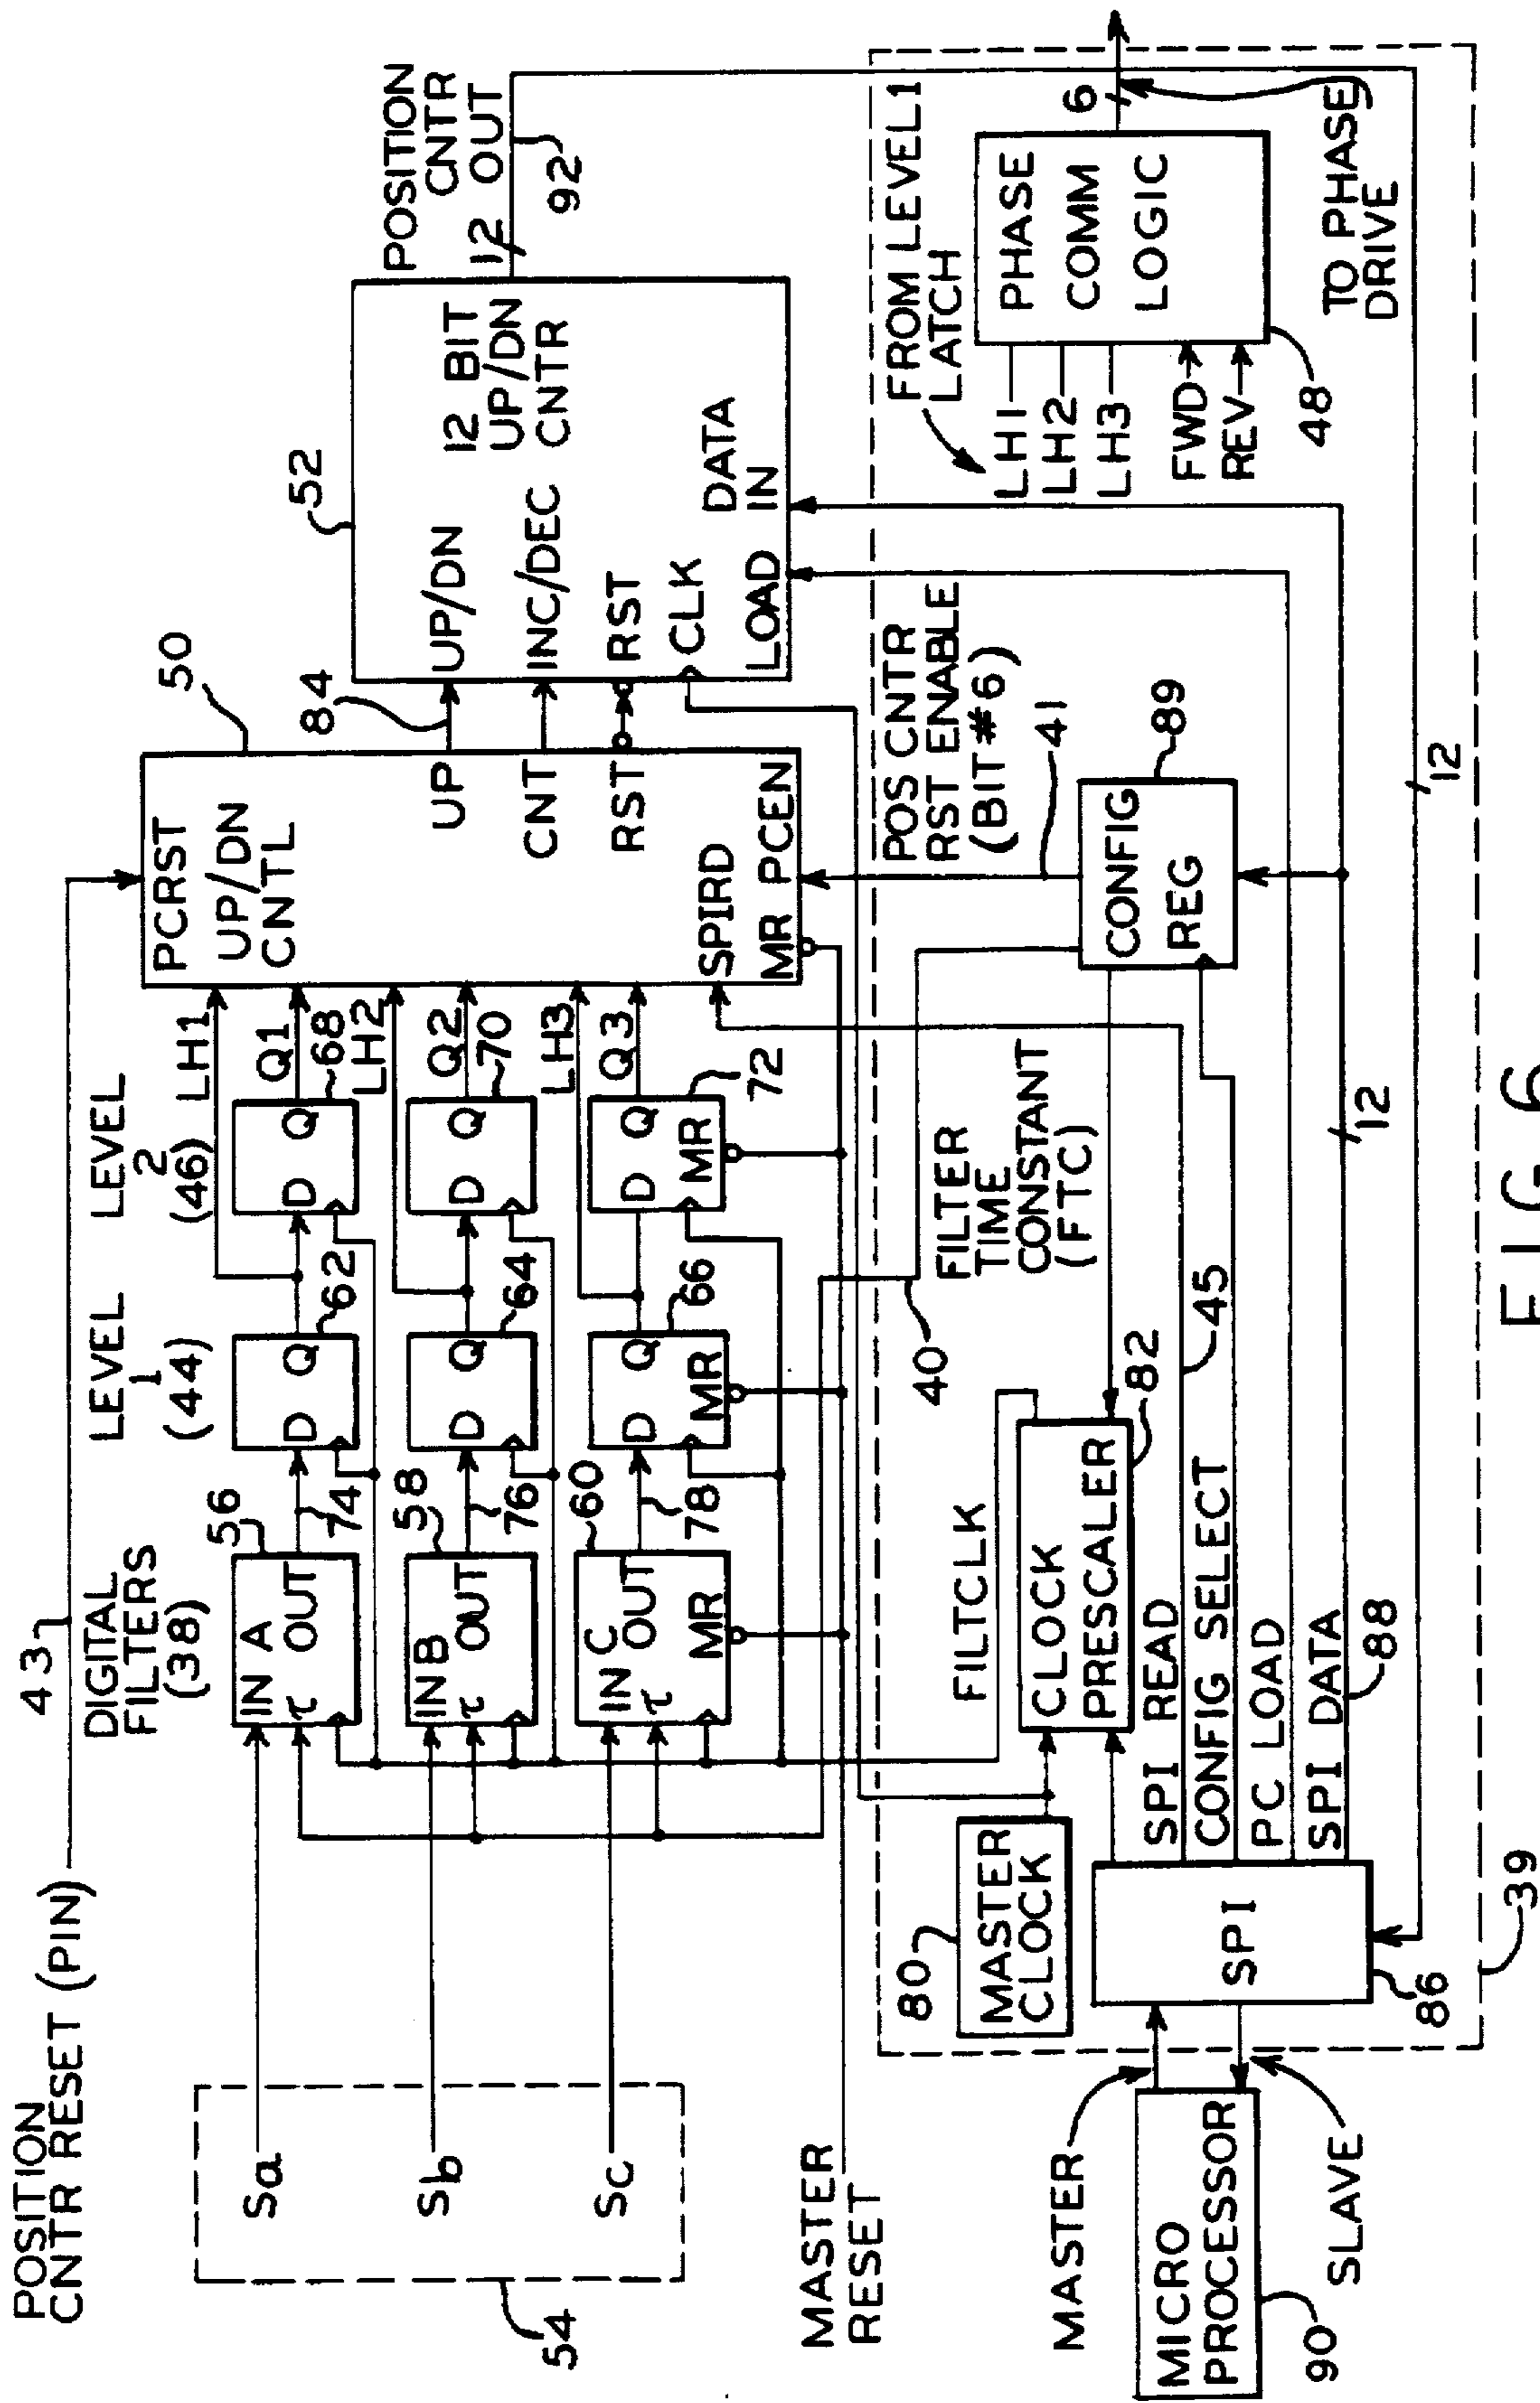 POSITION
CNTR RESET (PIN)
43
DIGITAL
FILTERS
(38)
LEVEL
1
(44)
LEVEL
2
(46)
Sa
Sb
Sc
54
IN A
τ OUT
56
74
IN B
τ OUT
58
76
IN C
τ OUT
MR
60
78
D Q
62
D Q
64
D Q
MR
66
D Q
68
D Q
70
D Q
MR
72
LH1
Q1
LH2
Q2
LH3
Q3
PCRST
UP/DN
CNTL
50
UP
CNT
RST
SPIRD
MR PCEN
84
52
12 BIT
UP/DN
CNTR
UP/DN
INC/DEC
RST
CLK
LOAD
DATA
IN
POSITION
CNTR
12 OUT
92
MASTER
RESET
MASTER
MICRO
PROCESSOR
90
SLAVE
80
MASTER
CLOCK
SPI
86
39
FILTCLK
CLOCK
PRESCALER
82
40
FILTER
TIME
CONSTANT
(FTC)
SPI READ
45
CONFIG SELECT
PC LOAD
SPI DATA
88
12
12
POS CNTR
RST ENABLE
(BIT #6)
41
CONFIG
REG
89
FROM LEVEL1
LATCH
LH1
LH2
LH3
FWD
REV
PHASE
COMM
LOGIC
48
6
TO PHASE
DRIVE
FIG 6